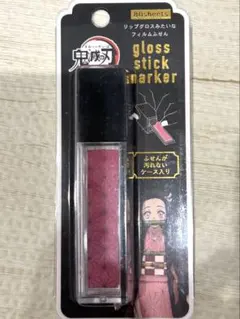 鬼滅の刃
リップグロスみたいな
フィルムふせん
gloss
stick
marker
ふせんが
汚れない
ケース入り